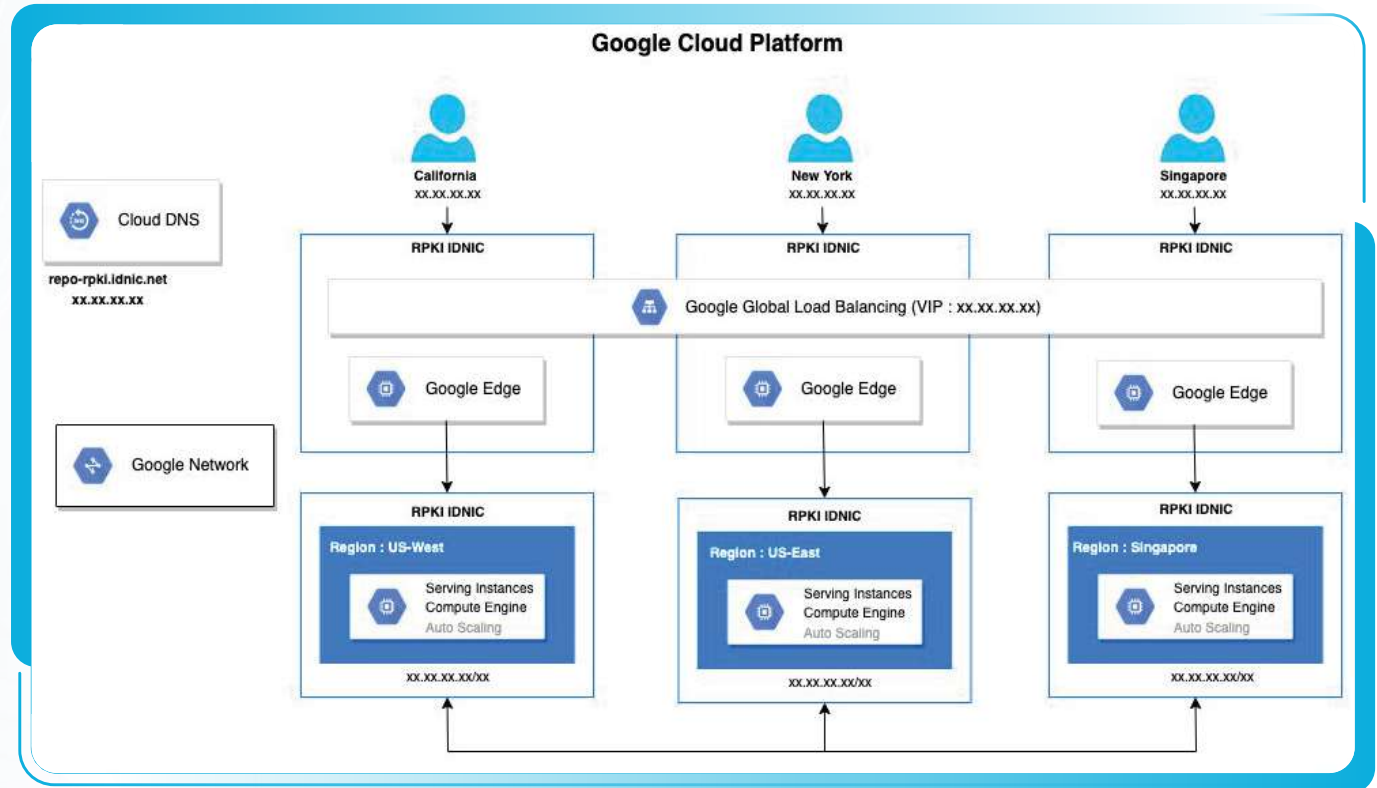 Google Cloud Platform
California
xx.xx.xx.xx
New York
xx.xx.xx.xx
Singapore
xx.xx.xx.xx
Cloud DNS
repo-rpki.idnic.net
xx.xx.xx.xx
RPKI IDNIC
RPKI IDNIC
RPKI IDNIC
Google Global Load Balancing (VIP : xx.xx.xx.xx)
Google Edge
Google Edge
Google Edge
Google Network
RPKI IDNIC
Region : US-West
Serving Instances
Compute Engine
Auto Scaling
xx.xx.xx.xx/xx
RPKI IDNIC
Region : US-East
Serving Instances
Compute Engine
Auto Scaling
xx.xx.xx.xx/xx
RPKI IDNIC
Region : Singapore
Serving Instances
Compute Engine
Auto Scaling
xx.xx.xx.xx/xx